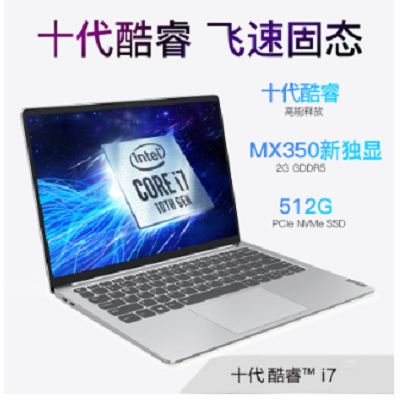 十代酷睿 飞速固态
十代酷睿
高能释放
MX350新独显
2G GDDR5
512G
PCIe NVMe SSD
intel
CORE i7
10TH GEN
十代 酷睿™ i7